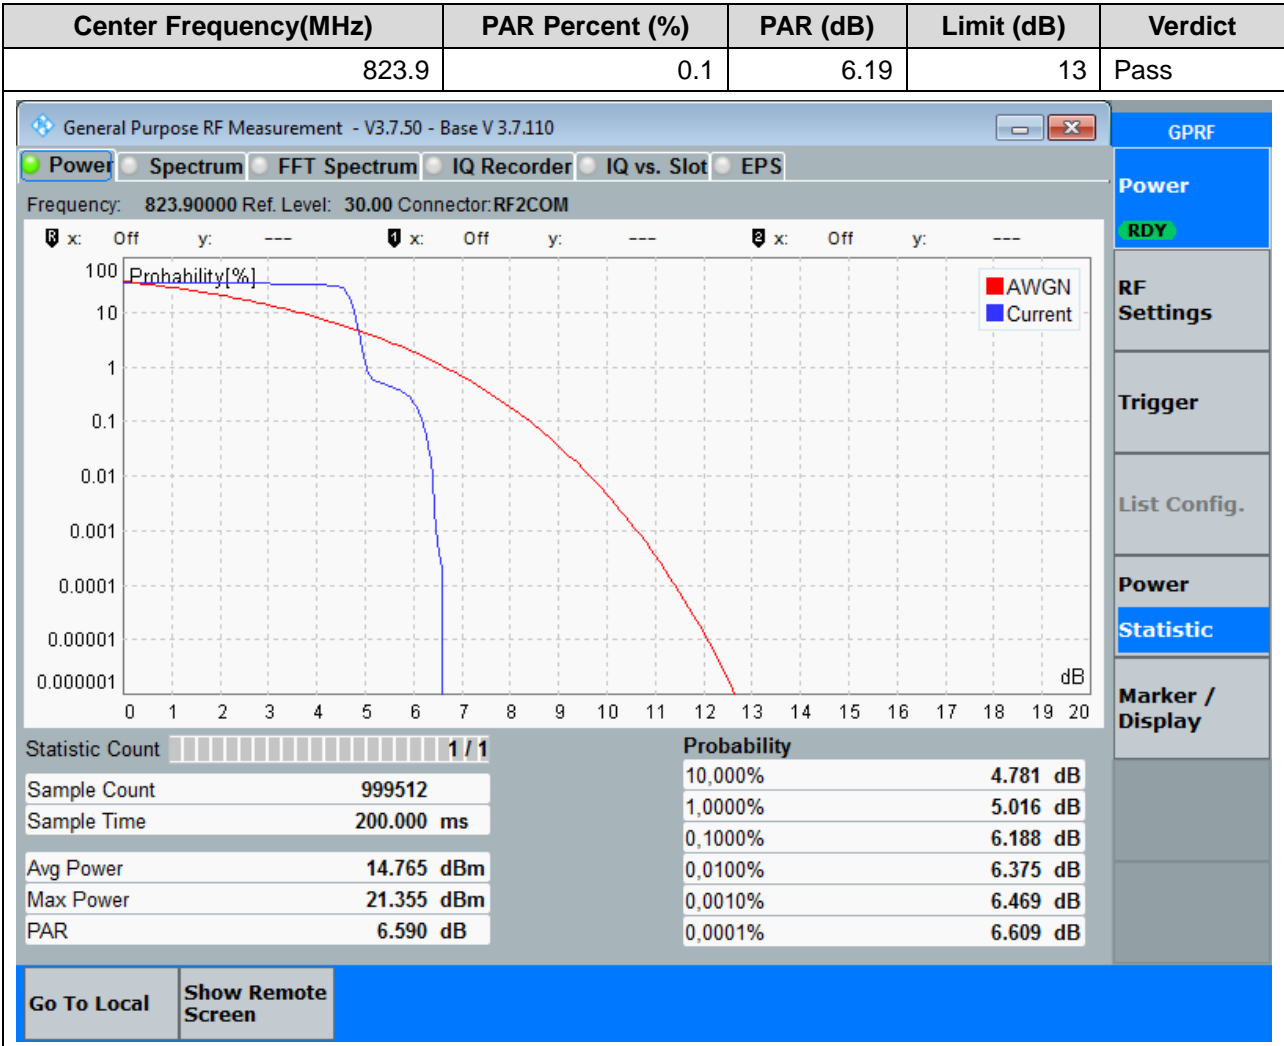 Center Frequency(MHz) PAR Percent (%) PAR (dB) Limit (dB) Verdict
823.9 0.1 6.19 13 Pass
General Purpose RF Measurement - V3.7.50 - Base V 3.7.110
Power Spectrum FFT Spectrum IQ Recorder IQ vs. Slot EPS
Frequency: 823.90000 Ref. Level: 30.00 Connector: RF2COM
R x: Off y: --- 1 x: Off y: --- 2 x: Off y: ---
Probability[%]
AWGN
Current
100
10
1
0.1
0.01
0.001
0.0001
0.00001
0.000001
dB
0 1 2 3 4 5 6 7 8 9 10 11 12 13 14 15 16 17 18 19 20
Statistic Count 1 / 1
Sample Count 999512
Sample Time 200.000 ms
Avg Power 14.765 dBm
Max Power 21.355 dBm
PAR 6.590 dB
Probability
10,000% 4.781 dB
1,0000% 5.016 dB
0,1000% 6.188 dB
0,0100% 6.375 dB
0,0010% 6.469 dB
0,0001% 6.609 dB
GPRF
Power
RDY
RF
Settings
Trigger
List Config.
Power
Statistic
Marker /
Display
Go To Local
Show Remote
Screen